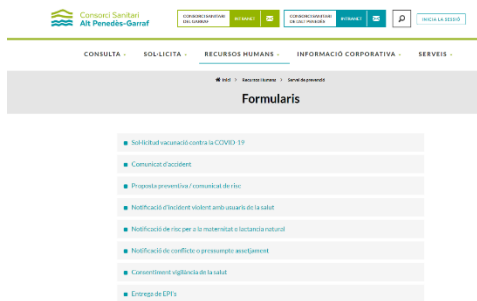 Consorci Sanitari
Alt Penedès-Garraf
CONSORCI SANITARI
DEL GARRAF
INTRANET
CONSORCI SANITARI
DE L'ALT PENEDÈS
INTRANET
INICIA LA SESSIÓ
CONSULTA
SOL·LICITA
RECURSOS HUMANS
INFORMACIÓ CORPORATIVA
SERVEIS
Inici > Recursos Humans > Servei de prevenció
Formularis
Sol·licitud vacunació contra la COVID-19
Comunicat d'accident
Proposta preventiva / comunicat de risc
Notificació d'incident violent amb usuaris de la salut
Notificació de risc per a la maternitat o lactancia natural
Notificació de conflicte o pressumpte assetjament
Consentiment vigilància de la salut
Entrega de EPI's